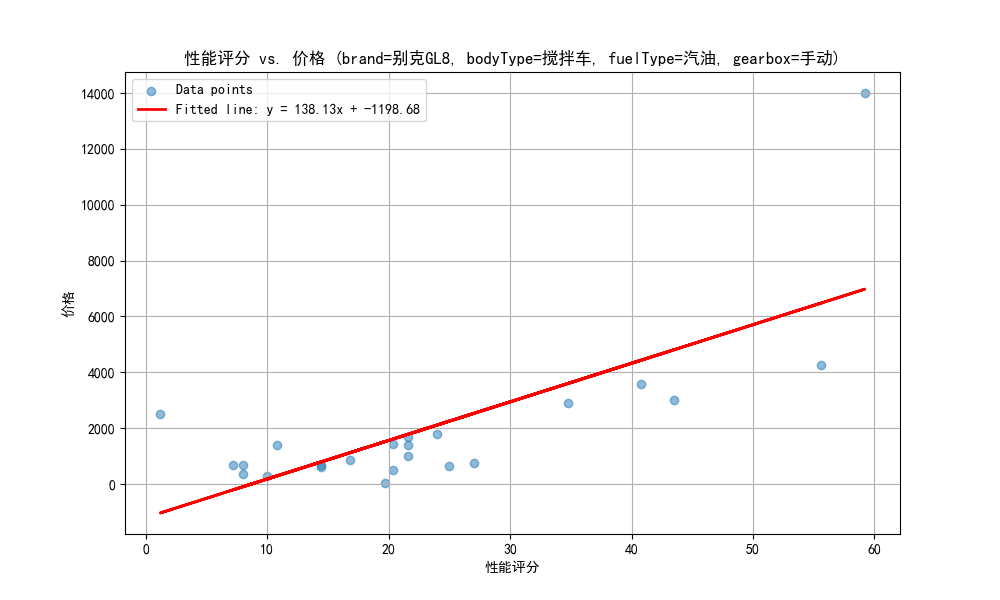 性能评分 vs. 价格 (brand=别克GL8, bodyType=搅拌车, fuelType=汽油, gearbox=手动)
Data points
Fitted line: y = 138.13x + -1198.68
14000
12000
10000
8000
6000
4000
2000
0
价格
0 10 20 30 40 50 60
性能评分